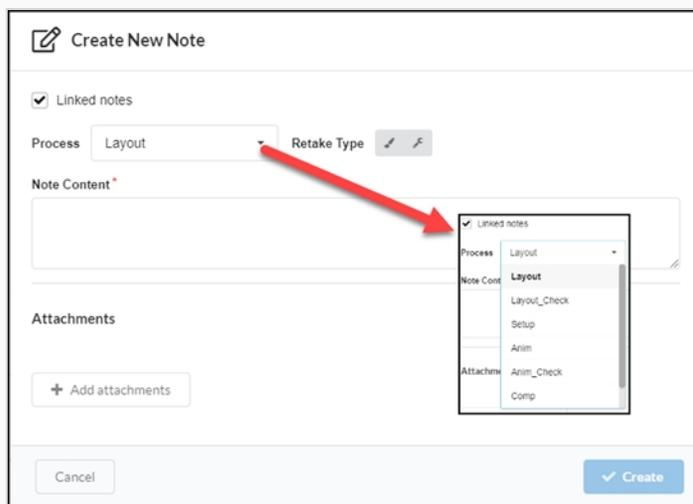 Create New Note
Linked notes
Process Layout Retake Type
Note Content*
Attachments
+ Add attachments
Cancel
Create
Linked notes
Process Layout
Note Cont
Layout
Layout_Check
Setup
Anim
Attachme Anim_Check
Comp